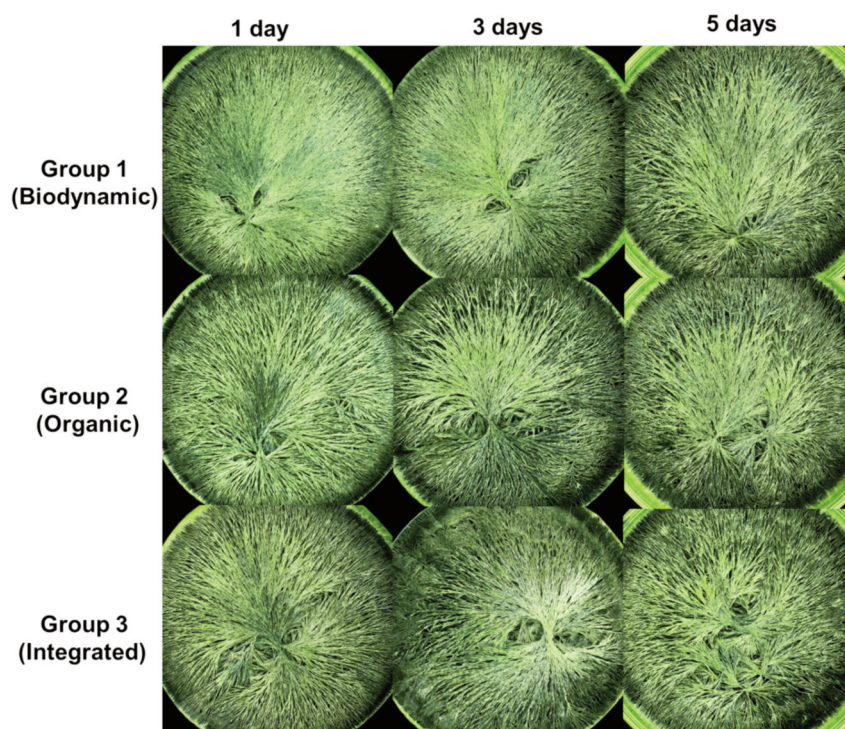 1 day
3 days
5 days
Group 1
(Biodynamic)
Group 2
(Organic)
Group 3
(Integrated)